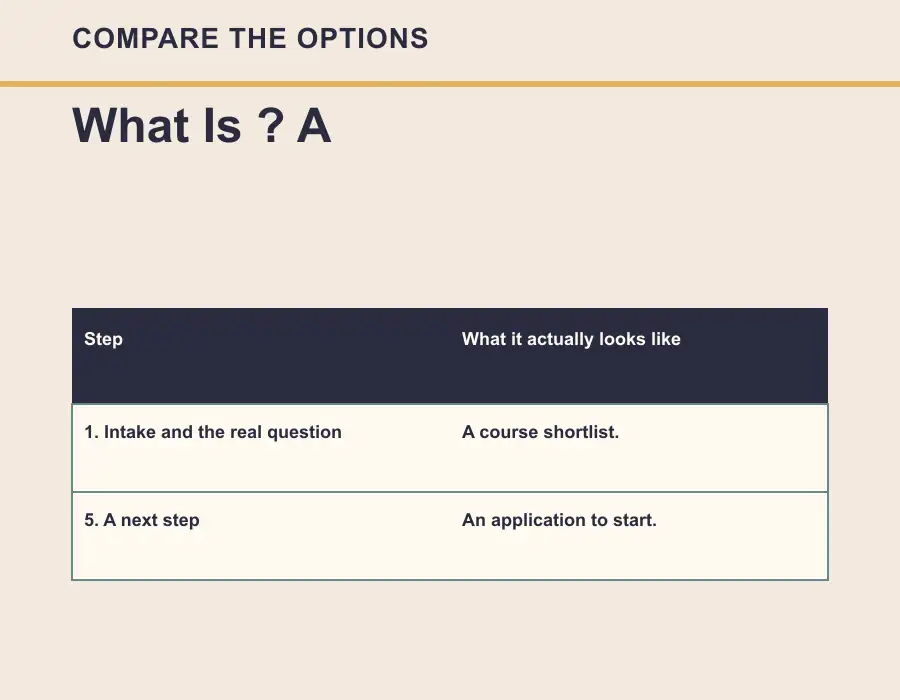 COMPARE THE OPTIONS
What Is ? A
Step
What it actually looks like
1. Intake and the real question
A course shortlist.
5. A next step
An application to start.